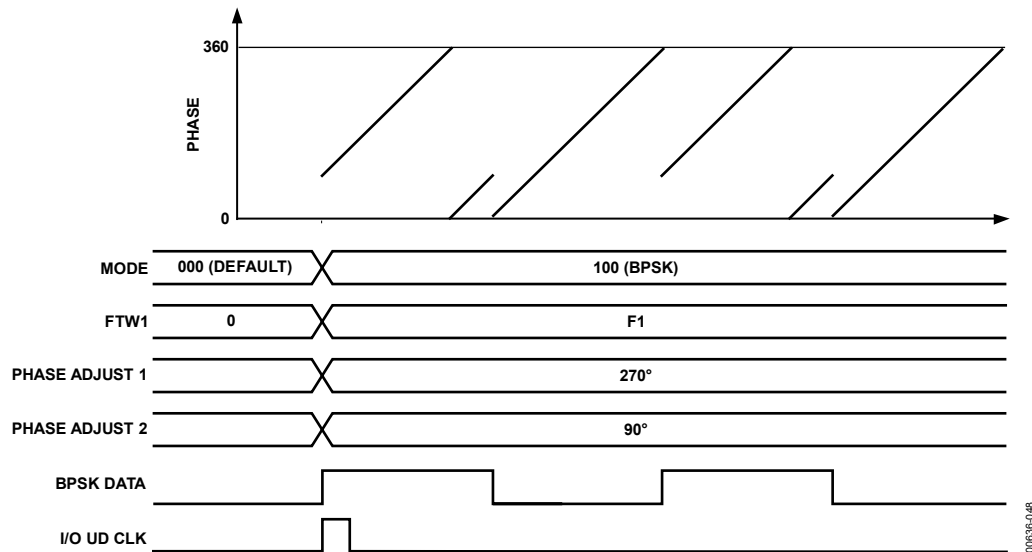 360
PHASE
0
MODE 000 (DEFAULT) 100 (BPSK)
FTW1 0 F1
PHASE ADJUST 1 270°
PHASE ADJUST 2 90°
BPSK DATA
I/O UD CLK
00636-048